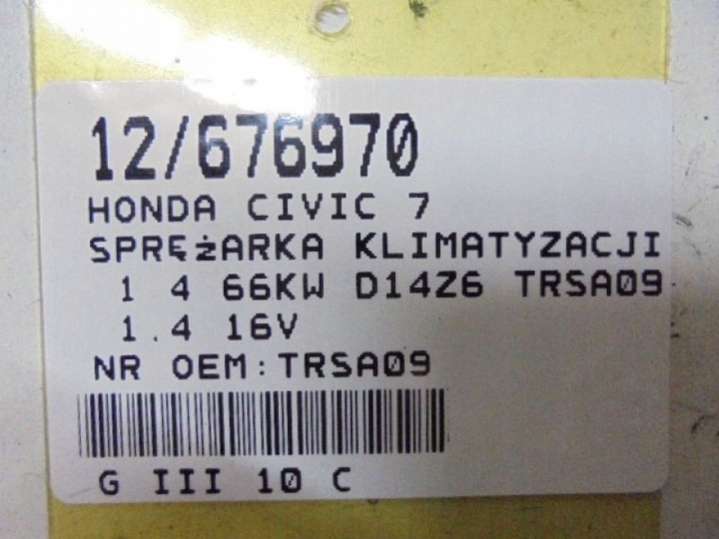 12/676970
HONDA CIVIC 7
SPRĘżARKA KLIMATYZACJI
1 4 66KW D14Z6 TRSA09
1.4 16V
NR OEM:TRSA09
G III 10 C